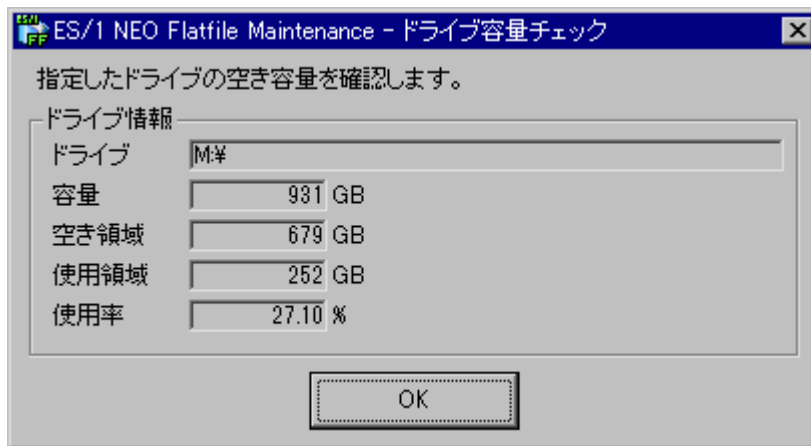 ES/1 NEO Flatfile Maintenance - ドライブ容量チェック
指定したドライブの空き容量を確認します。
ドライブ情報
ドライブ M:¥
容量 931 GB
空き領域 679 GB
使用領域 252 GB
使用率 27.10 %
OK